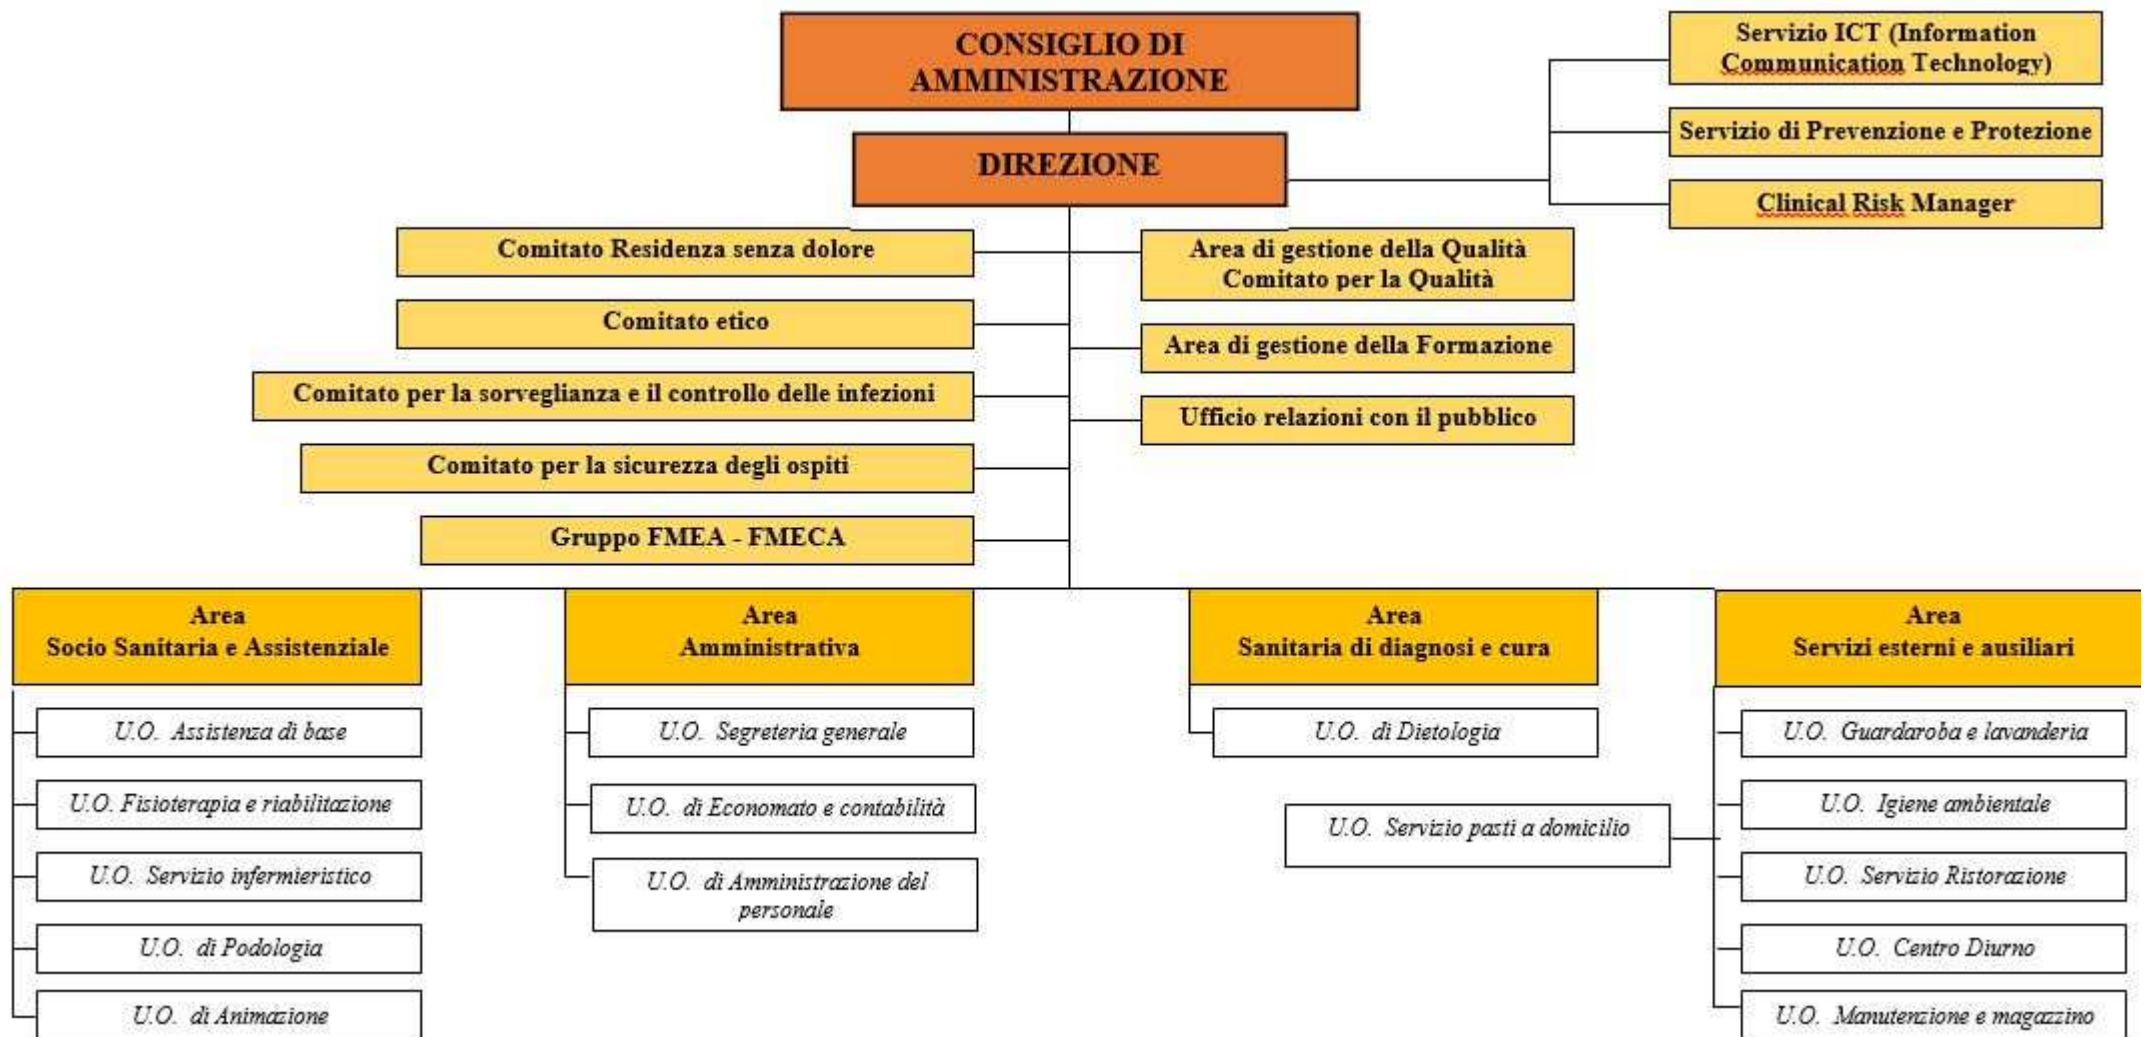 CONSIGLIO DI
AMMINISTRAZIONE
DIREZIONE
Servizio ICT (Information
Communication Technology)
Servizio di Prevenzione e Protezione
Clinical Risk Manager
Comitato Residenza senza dolore
Comitato etico
Comitato per la sorveglianza e il controllo delle infezioni
Comitato per la sicurezza degli ospiti
Gruppo FMEA - FMECA
Area di gestione della Qualità
Comitato per la Qualità
Area di gestione della Formazione
Ufficio relazioni con il pubblico
Area
Socio Sanitaria e Assistenziale
U.O. Assistenza di base
U.O. Fisioterapia e riabilitazione
U.O. Servizio infermieristico
U.O. di Podologia
U.O. di Animazione
Area
Amministrativa
U.O. Segreteria generale
U.O. di Economato e contabilità
U.O. di Amministrazione del
personale
Area
Sanitaria di diagnosi e cura
U.O. di Dietologia
Area
Servizi esterni e ausiliari
U.O. Servizio pasti a domicilio
U.O. Guardaroba e lavanderia
U.O. Igiene ambientale
U.O. Servizio Ristorazione
U.O. Centro Diurno
U.O. Manutenzione e magazzino